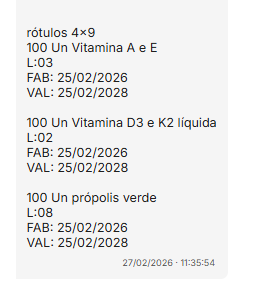 rótulos 4×9
100 Un Vitamina A e E
L:03
FAB: 25/02/2026
VAL: 25/02/2028
100 Un Vitamina D3 e K2 líquida
L:02
FAB: 25/02/2026
VAL: 25/02/2028
100 Un própolis verde
L:08
FAB: 25/02/2026
VAL: 25/02/2028
27/02/2026 · 11:35:54